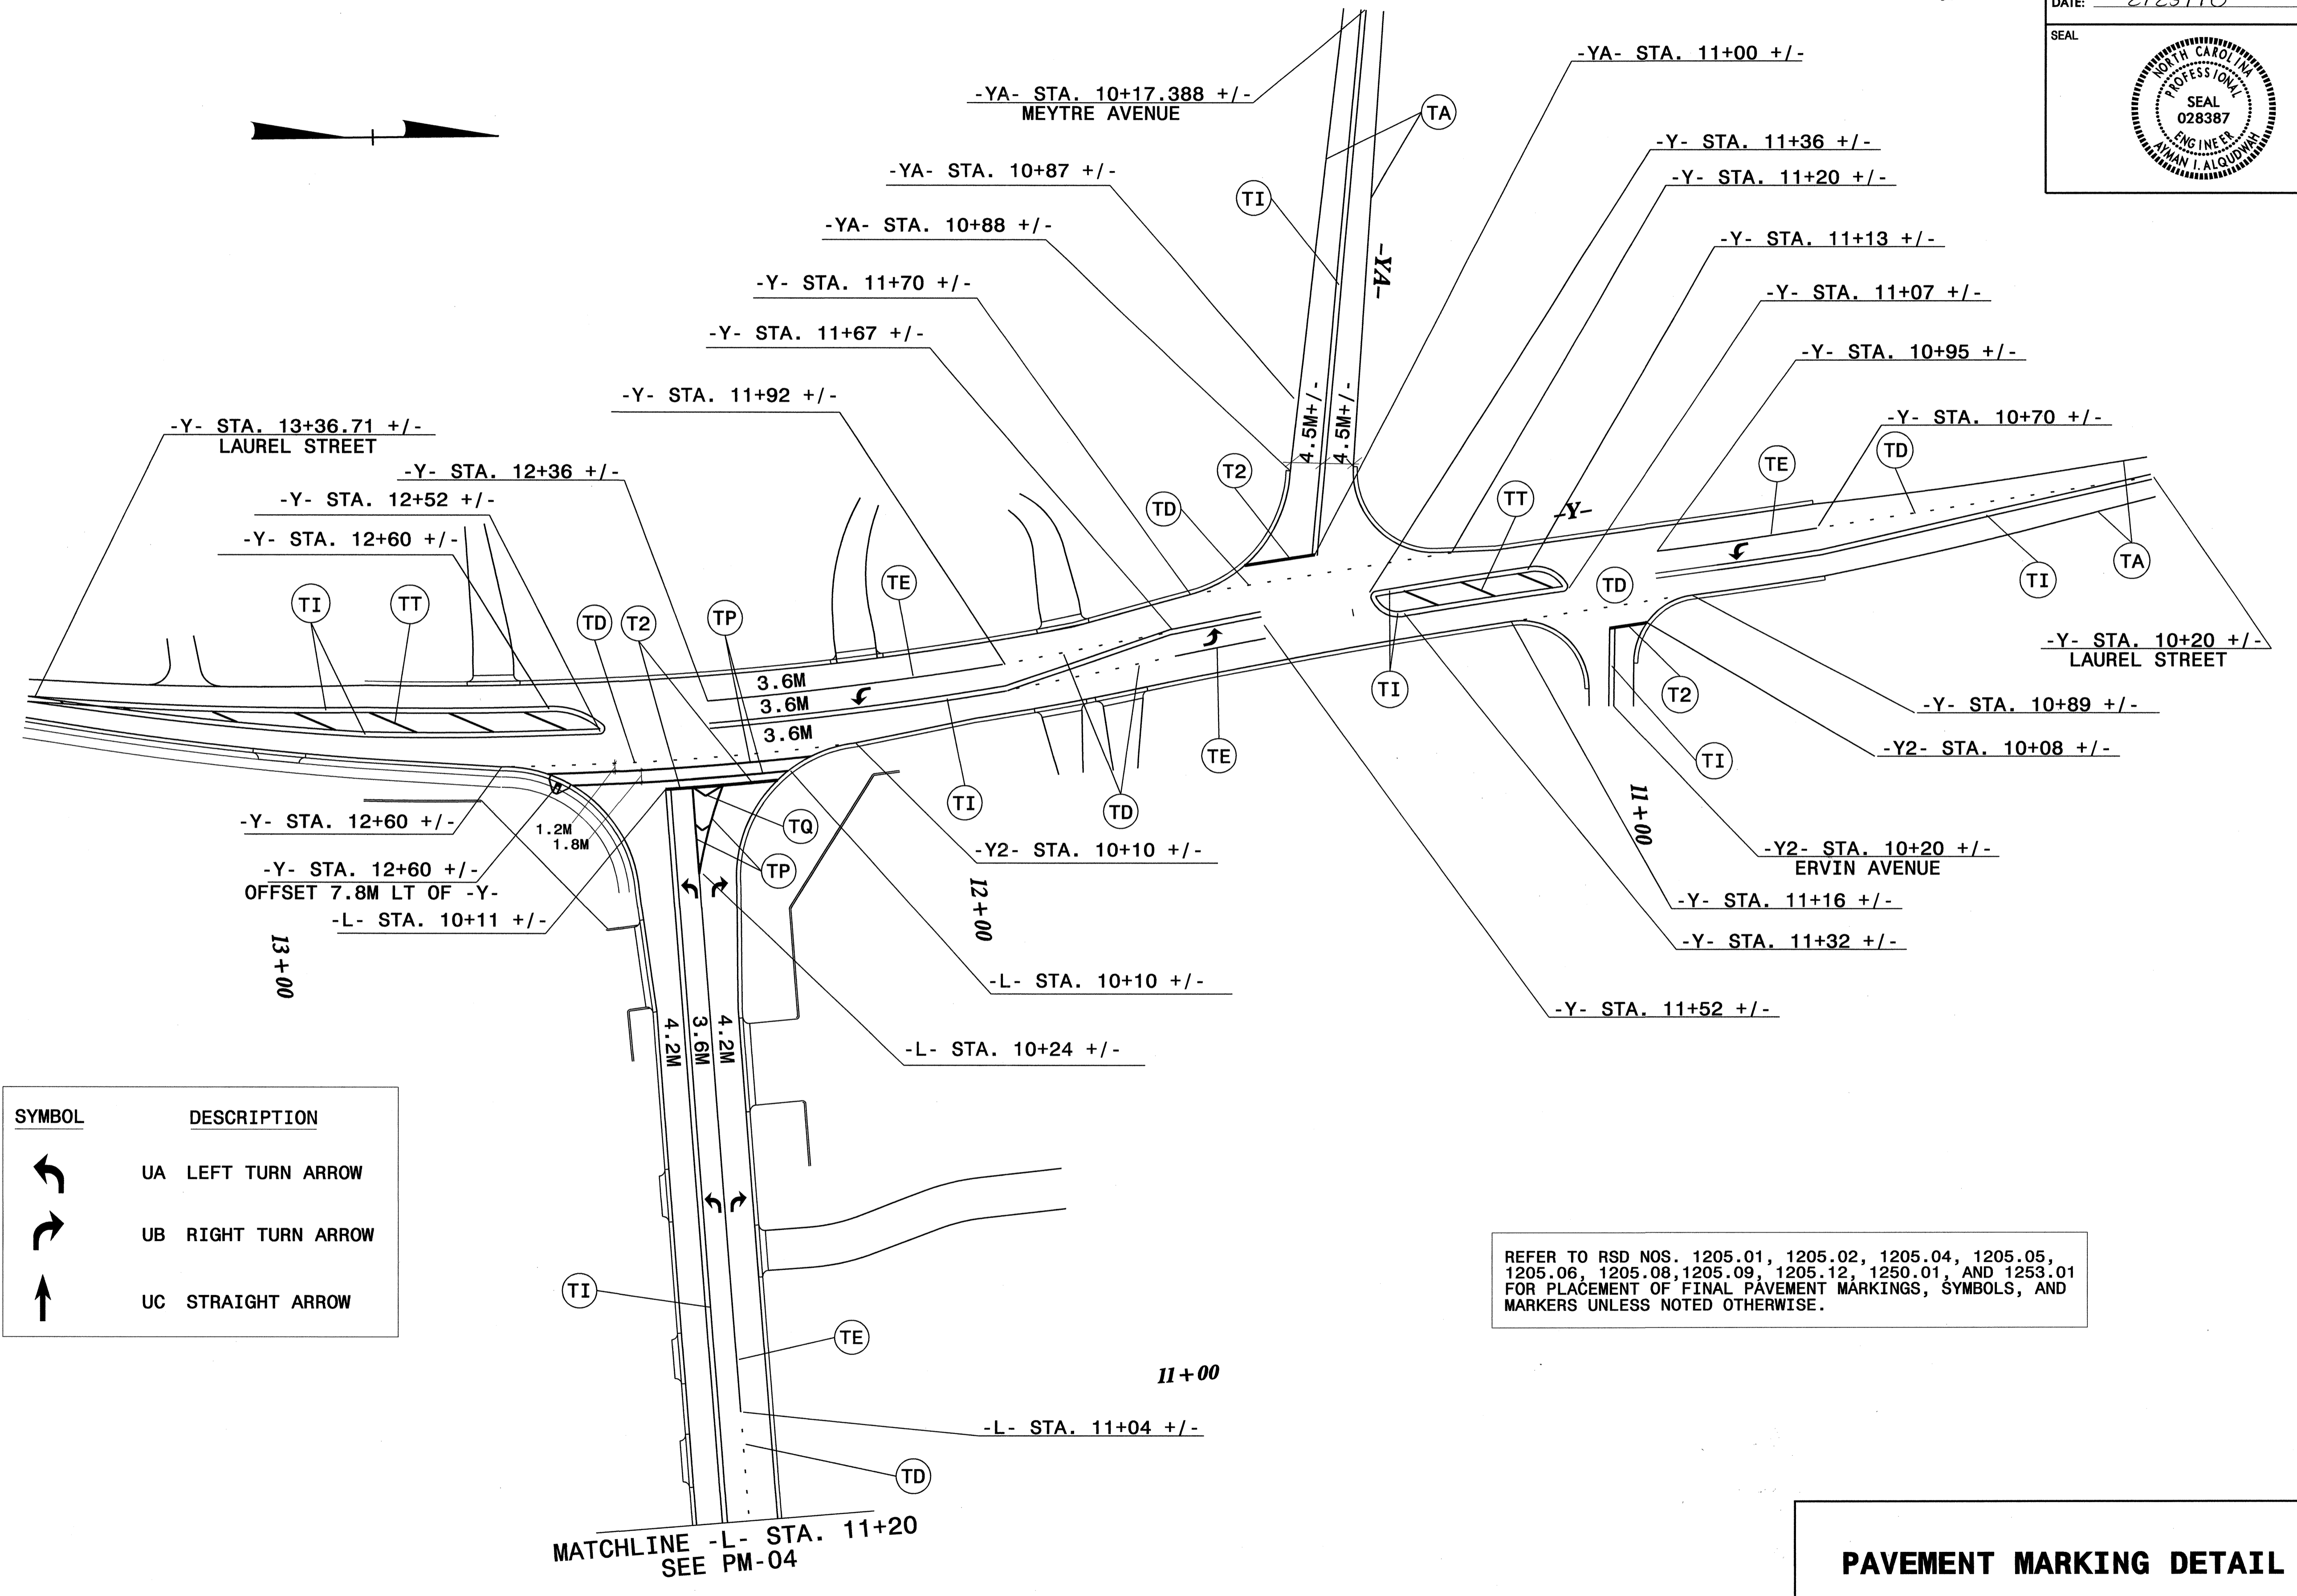 DATE:
SEAL
NORTH CAROLINA
PROFESSIONAL
SEAL
028387
ENGINEER
AYMAN I. ALQUDWAH
-YA- STA. 11+00 +/-
-YA- STA. 10+17.388 +/-
MEYTRE AVENUE
TA
-Y- STA. 11+36 +/-
-YA- STA. 10+87 +/-
-Y- STA. 11+20 +/-
TI
-YA- STA. 10+88 +/-
-Y- STA. 11+13 +/-
-YA-
-Y- STA. 11+70 +/-
-Y- STA. 11+07 +/-
-Y- STA. 11+67 +/-
-Y- STA. 10+95 +/-
-Y- STA. 11+92 +/-
4.5M+/-
4.5M+/-
-Y- STA. 13+36.71 +/-
LAUREL STREET
-Y- STA. 10+70 +/-
-Y- STA. 12+36 +/-
T2
TE
TD
-Y- STA. 12+52 +/-
TD
TT
-Y-
-Y- STA. 12+60 +/-
TI
TT
TD
T2
TP
TE
TD
TI
TA
-Y- STA. 10+20 +/-
LAUREL STREET
3.6M
3.6M
3.6M
TI
T2
-Y- STA. 10+89 +/-
-Y2- STA. 10+08 +/-
TE
TI
TI
TD
-Y- STA. 12+60 +/-
1.2M
1.8M
TQ
TP
11+00
-Y2- STA. 10+10 +/-
-Y2- STA. 10+20 +/-
ERVIN AVENUE
-Y- STA. 12+60 +/-
OFFSET 7.8M LT OF -Y-
-L- STA. 10+11 +/-
12+00
-Y- STA. 11+16 +/-
-Y- STA. 11+32 +/-
13+00
-L- STA. 10+10 +/-
-Y- STA. 11+52 +/-
4.2M
3.6M
4.2M
-L- STA. 10+24 +/-
SYMBOL DESCRIPTION
UA LEFT TURN ARROW
UB RIGHT TURN ARROW
UC STRAIGHT ARROW
REFER TO RSD NOS. 1205.01, 1205.02, 1205.04, 1205.05,
1205.06, 1205.08,1205.09, 1205.12, 1250.01, AND 1253.01
FOR PLACEMENT OF FINAL PAVEMENT MARKINGS, SYMBOLS, AND
MARKERS UNLESS NOTED OTHERWISE.
TI
TE
11+00
-L- STA. 11+04 +/-
TD
MATCHLINE -L- STA. 11+20
SEE PM-04
PAVEMENT MARKING DETAIL